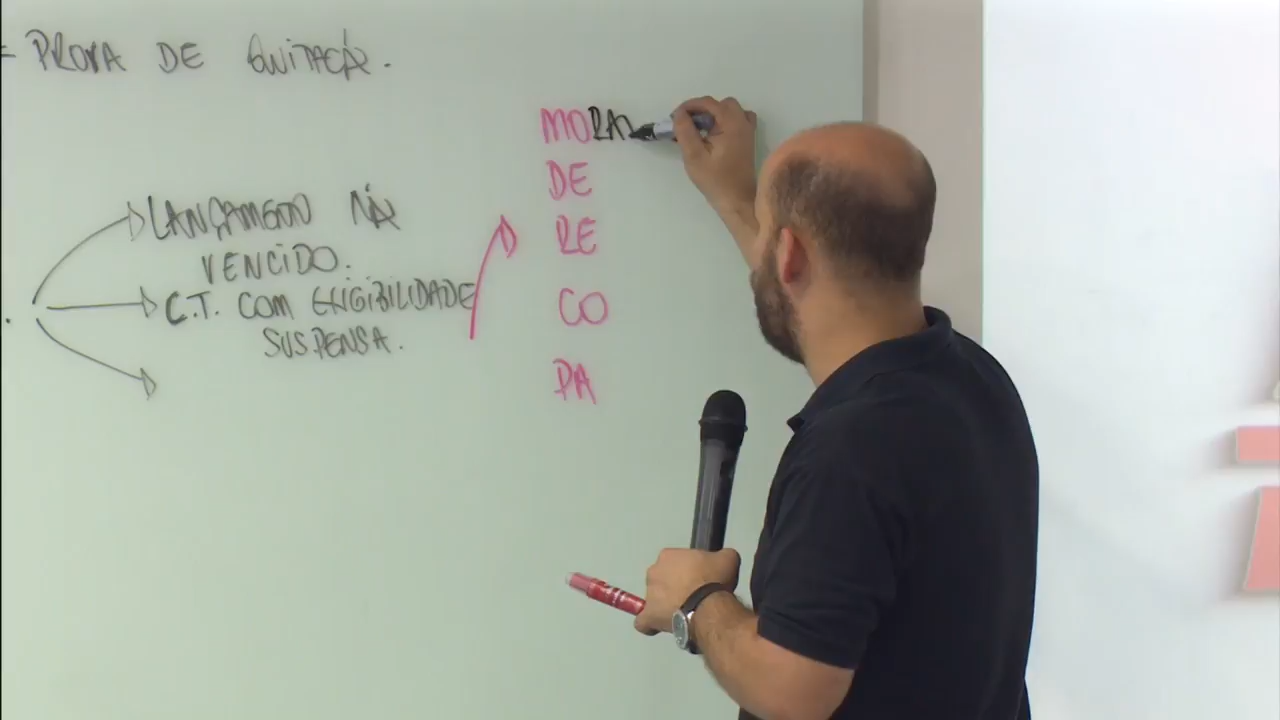 = PROVA DE QUITAÇÃO.
LANÇAMENTO NÃO
VENCIDO.
C.T. COM EXIGIBILIDADE
SUSPENSA.
MORA
DE
RE
CO
PA